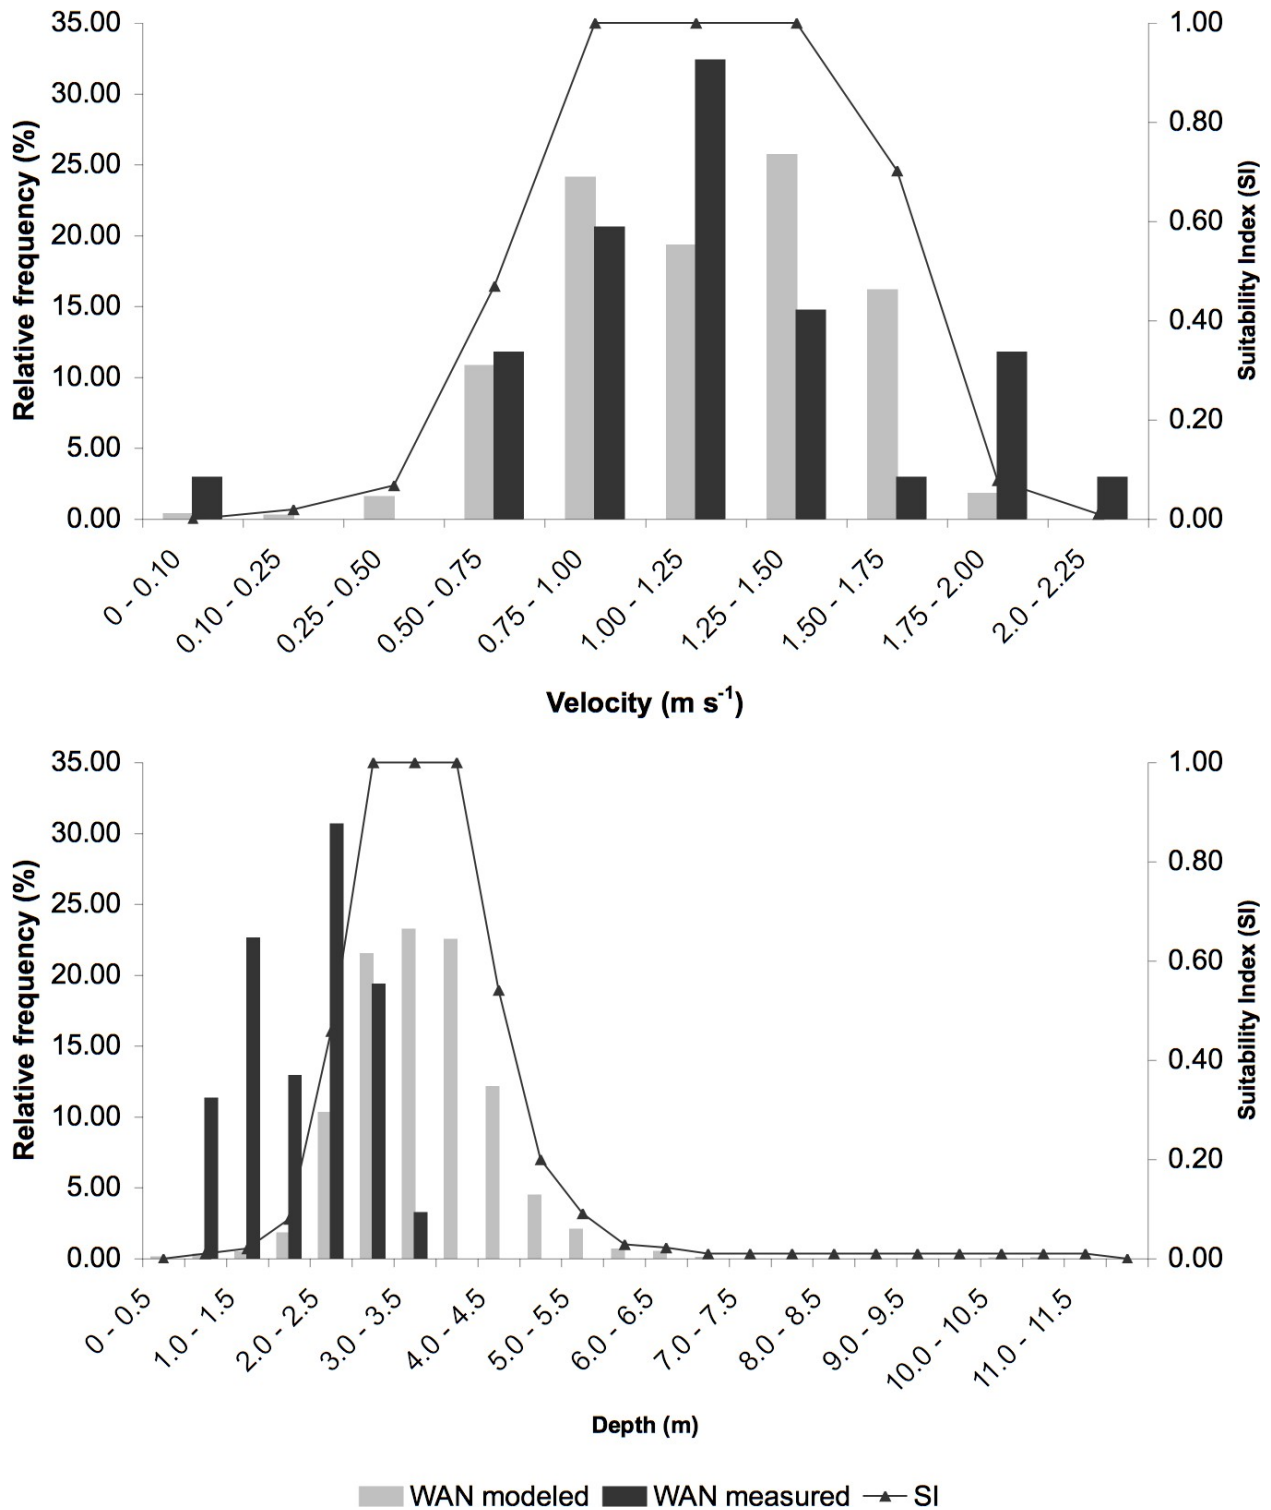 35.00
30.00
25.00
20.00
15.00
10.00
5.00
0.00
Relative frequency (%)
1.00
0.80
0.60
0.40
0.20
0.00
Suitability Index (SI)
0 - 0.10
0.10 - 0.25
0.25 - 0.50
0.50 - 0.75
0.75 - 1.00
1.00 - 1.25
1.25 - 1.50
1.50 - 1.75
1.75 - 2.00
2.0 - 2.25
Velocity (m s-1)
35.00
30.00
25.00
20.00
15.00
10.00
5.00
0.00
Relative frequency (%)
1.00
0.80
0.60
0.40
0.20
0.00
Suitability Index (SI)
0 - 0.5
1.0 - 1.5
2.0 - 2.5
3.0 - 3.5
4.0 - 4.5
5.0 - 5.5
6.0 - 6.5
7.0 - 7.5
8.0 - 8.5
9.0 - 9.5
10.0 - 10.5
11.0 - 11.5
Depth (m)
WAN modeled WAN measured SI